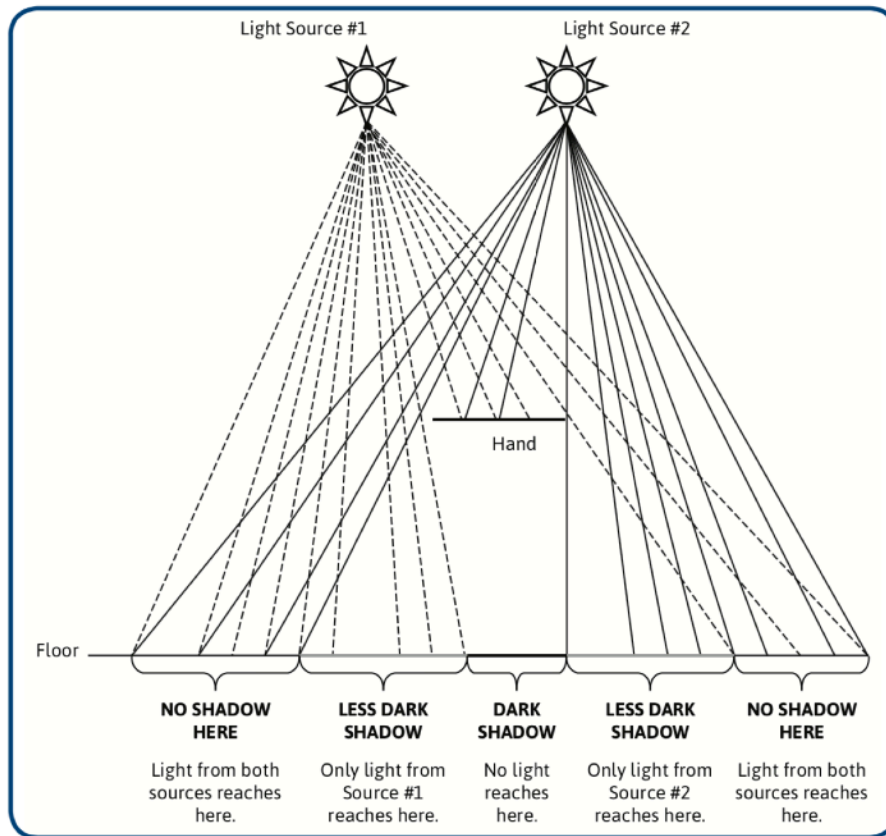 Light Source #1
Light Source #2
Hand
Floor
NO SHADOW
HERE
Light from both
sources reaches
here.
LESS DARK
SHADOW
Only light from
Source #1
reaches here.
DARK
SHADOW
No light
reaches
here.
LESS DARK
SHADOW
Only light from
Source #2
reaches here.
NO SHADOW
HERE
Light from both
sources reaches
here.